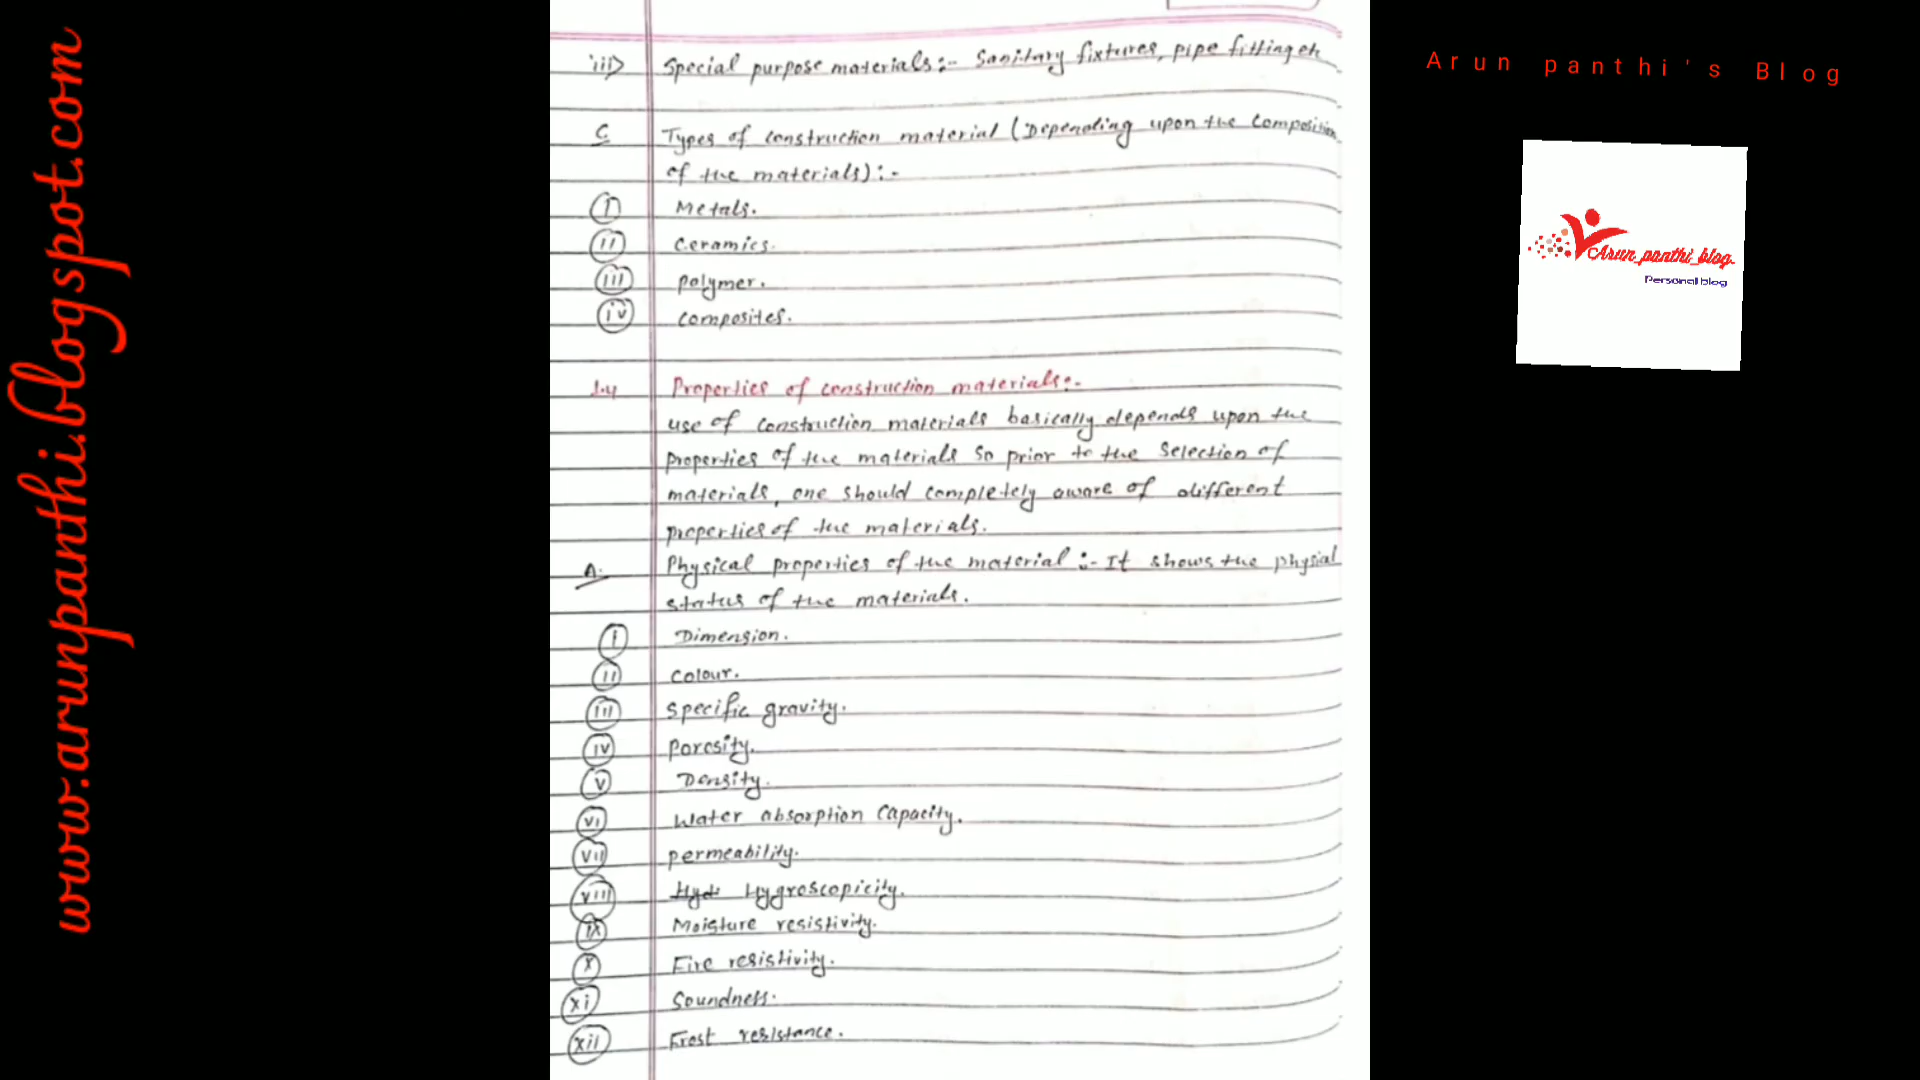 www.arunpanthi.blogspot.com
iii> Special purpose materials:- Sanitary fixtures, pipe fitting etc
C Types of construction material (Depending upon the composition
of the materials):-
i Metals.
ii Ceramics.
iii polymer.
iv composites.
1.4 Properties of construction materials:-
use of construction materials basically depends upon the
properties of the materials so prior to the selection of
materials, one should completely aware of different
properties of the materials.
A. Physical properties of the material :- It shows the physial
status of the materials.
i Dimension.
ii colour.
iii specific gravity.
iv porosity.
v Density.
vi Water absorption capacity.
vii permeability.
viii Hyd Hygroscopicity.
ix Moisture resistivity.
x Fire resistivity.
xi Soundness.
xii Frost resistance.
Arun panthi's Blog
Arun_panthi_blog
Personal blog